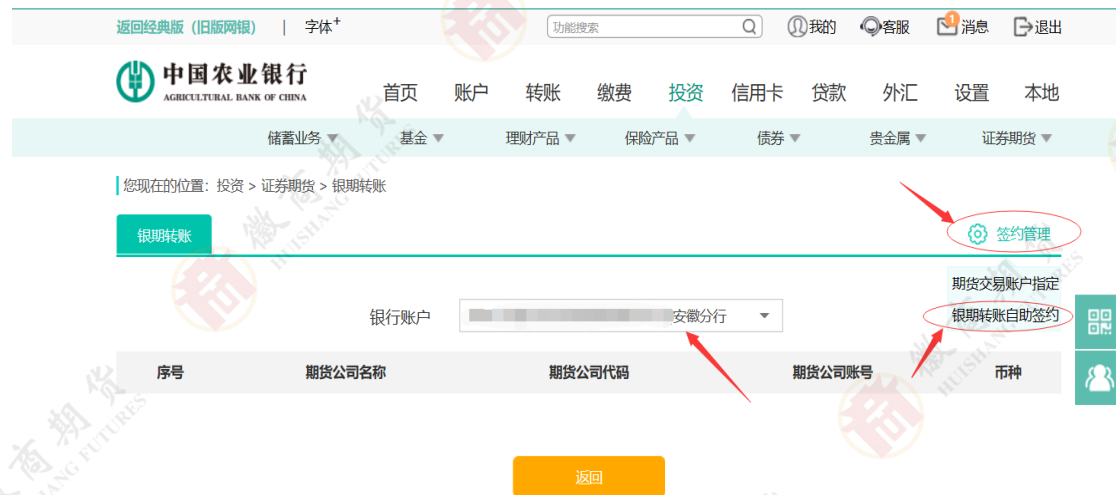 返回经典版（旧版网银） | 字体+ 功能搜索 我的 客服 1 消息 退出
中国农业银行
AGRICULTURAL BANK OF CHINA
首页 账户 转账 缴费 投资 信用卡 贷款 外汇 设置 本地
储蓄业务 基金 理财产品 保险产品 债券 贵金属 证券期货
您现在的位置：投资 > 证券期货 > 银期转账
银期转账 签约管理
期货交易账户指定
银期转账自助签约
银行账户 安徽分行
序号 期货公司名称 期货公司代码 期货公司账号 币种
返回
徽商期货
HUISHANG FUTURES